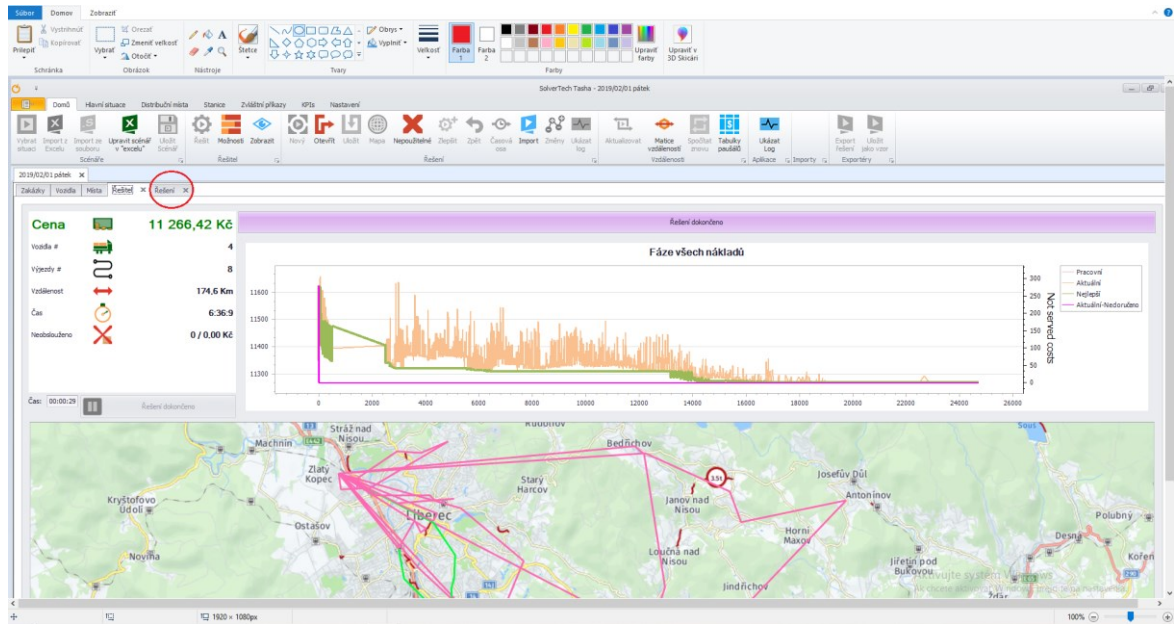 Súbor Domov Zobraziť
Prilepiť
Vystrihnúť
Kopírovať
Schránka
Vybrať
Orezať
Zmeniť veľkosť
Otočiť
Obrázok
Nástroje
Štetce
Obrys
Vyplniť
Tvary
Veľkosť
Farba 1
Farba 2
Upraviť farby
Upraviť v 3D Skicári
Farby
SolverTech Tasha - 2019/02/01 pátek
Domů Hlavní situace Distribuční místa Stanice Zvláštní příkazy KPIs Nastavení
Vybrat situaci
Import z Excelu
Import ze souboru
Upravit scénář v "excelu"
Uložit Scénář
Scénáře
Řešit
Možnosti
Zobrazit
Řešitel
Nový
Otevřít
Uložit
Mapa
Nepoužitelné
Zlepšit
Zpět
Časová osa
Import
Změny
Ukázat log
Řešení
Aktualizovat
Matice vzdáleností
Spočítat znovu
Tabulky paušálů
Vzdálenosti
Ukázat Log
Aplikace
Importy
Export řešení
Uložit jako vzor
Exportéry
2019/02/01 pátek X
Zakázky Vozidla Místa Řešitel X Řešení X
Cena 11 266,42 Kč
Vozidla # 4
Výjezdy # 8
Vzdálenost 174,6 Km
Čas 6:36:9
Neobslouženo 0 / 0,00 Kč
Čas: 00:00:29
Řešení dokončeno
Řešení dokončeno
Fáze všech nákladů
11600
11500
11400
11300
0 2000 4000 6000 8000 10000 12000 14000 16000 18000 20000 22000 24000 26000
300
250
200
150
100
50
0
Not served costs
Pracovní
Aktuální
Nejlepší
Aktuální-Nedoručeno
13
Stráž nad Nisou
Machnín
Rudolfov
Bedřichov
Sous
Zlatý Kopec
Starý Harcov
3.5t
Josefův Důl
Kryštofovo Údolí
Liberec
Janov nad Nisou
Antonínov
Polubný
Ostašov
Horní Maxov
Desná
Novina
Loučná nad Nisou
Jiřetín pod Bukovou
Kořen
Jindřichov
Žďár
Aktivujte systém Windows
1920 × 1080px
100%